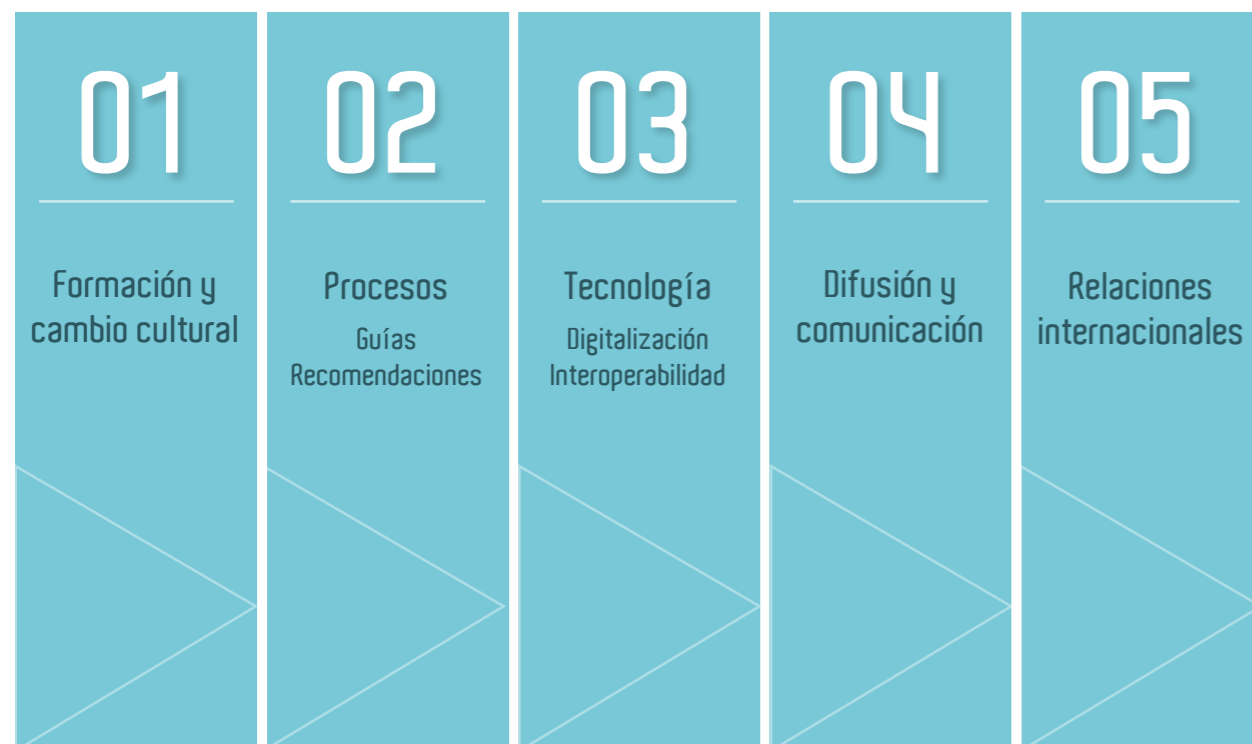 01
Formación y
cambio cultural
02
Procesos
Guías
Recomendaciones
03
Tecnología
Digitalización
Interoperabilidad
04
Difusión y
comunicación
05
Relaciones
internacionales